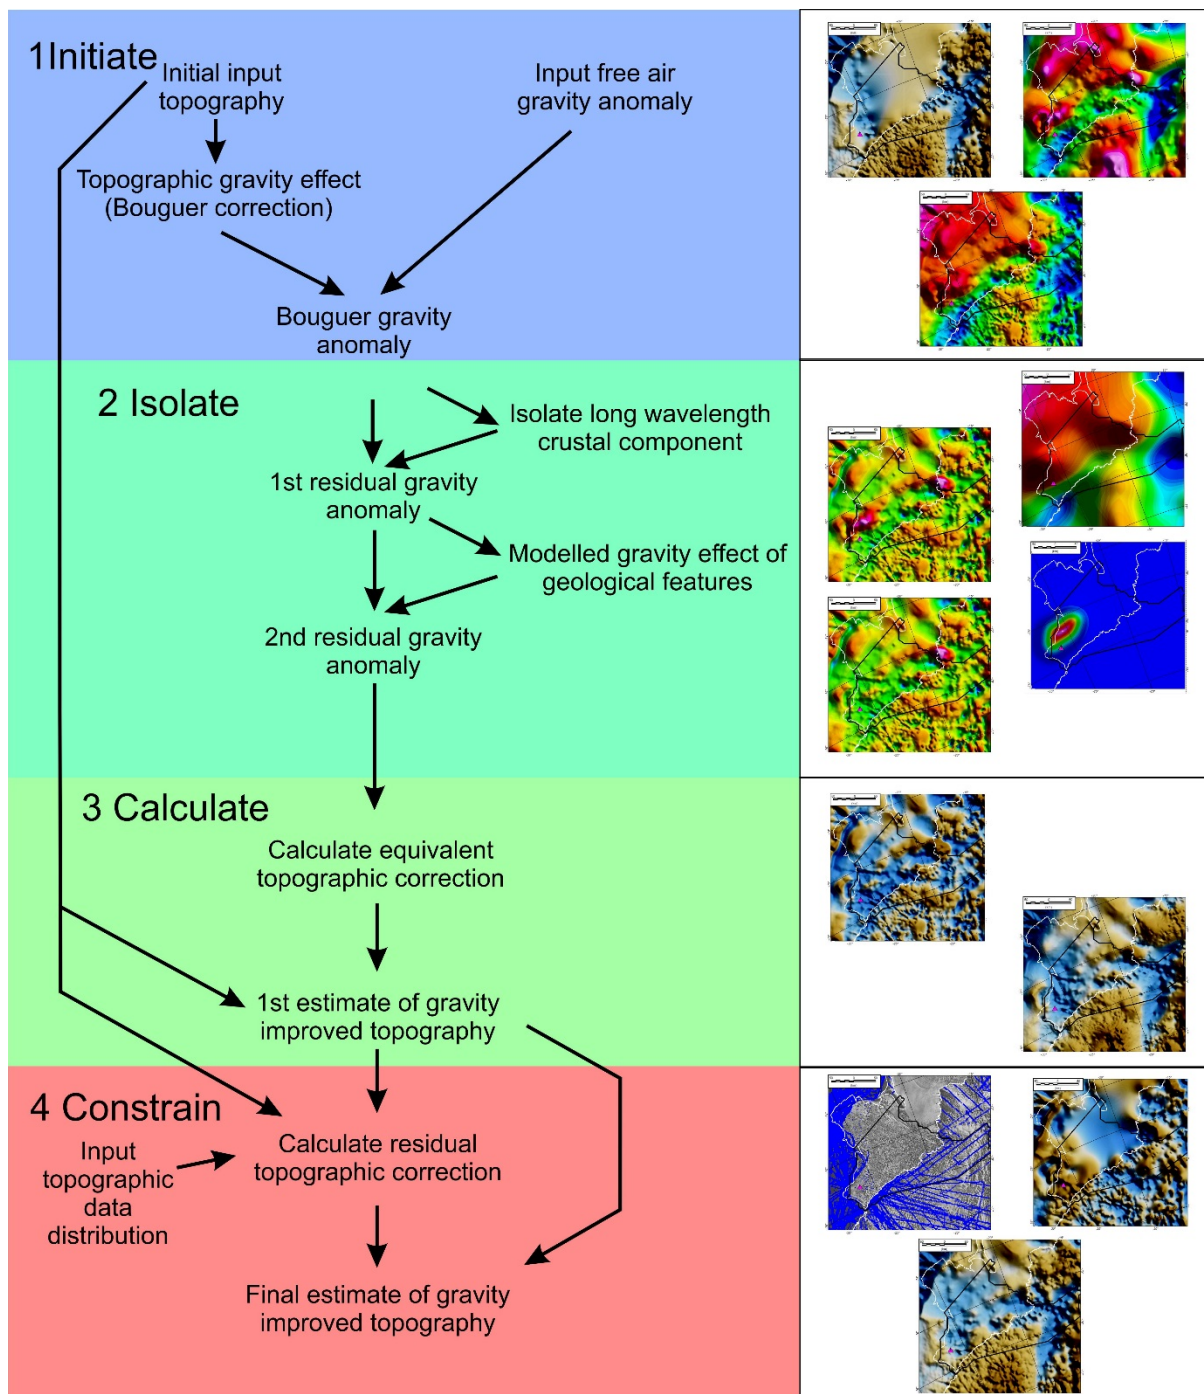 1Initiate
Initial input
topography
Input free air
gravity anomaly
Topographic gravity effect
(Bouguer correction)
Bouguer gravity
anomaly
2 Isolate
Isolate long wavelength
crustal component
1st residual gravity
anomaly
Modelled gravity effect of
geological features
2nd residual gravity
anomaly
3 Calculate
Calculate equivalent
topographic correction
1st estimate of gravity
improved topography
4 Constrain
Input
topographic
data
distribution
Calculate residual
topographic correction
Final estimate of gravity
improved topography